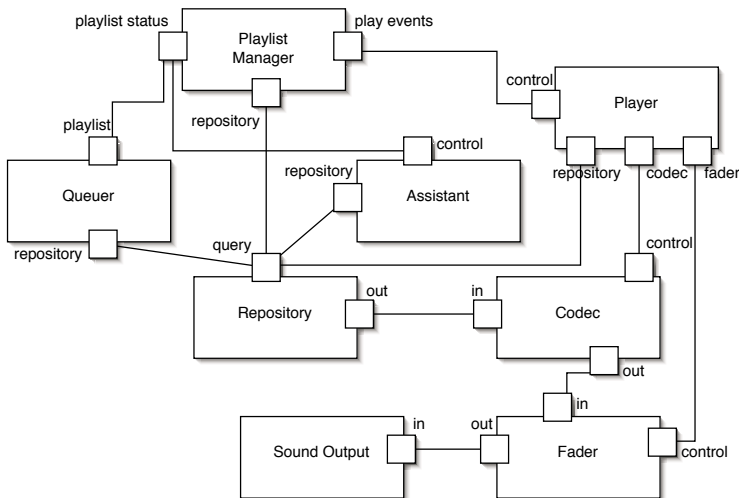 playlist status
play events
Playlist
Manager
control
Player
repository
playlist
control
repository
repository
codec
fader
Queuer
Assistant
repository
query
control
out
in
Repository
Codec
out
in
in
out
Sound Output
Fader
control